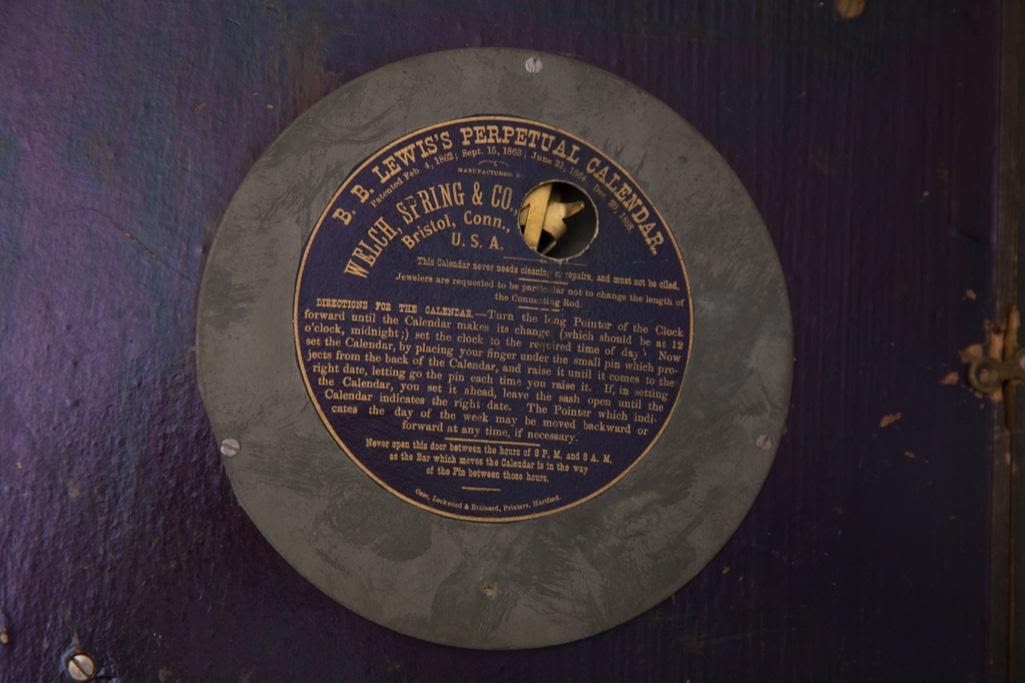 B. B. LEWIS'S PERPETUAL CALENDAR.
Patented Feb. 4, 1862; Sept. 15, 1863; June 21, 1864; Dec. 29, 1868.
MANUFACTURED
WELCH, SPRING & CO.,
Bristol, Conn.,
U. S. A.
This Calendar never needs cleaning or repairs, and must not be oiled.
Jewelers are requested to be particular not to change the length of
the Connecting Rod.
DIRECTIONS FOR THE CALENDAR.—Turn the long Pointer of the Clock
forward until the Calendar makes its change (which should be at 12
o'clock, midnight;) set the clock to the required time of day. Now
set the Calendar, by placing your finger under the small pin which pro-
jects from the back of the Calendar, and raise it until it comes to the
right date, letting go the pin each time you raise it. If, in setting
the Calendar, you set it ahead, leave the sash open until the
Calendar indicates the right date. The Pointer which indi-
cates the day of the week may be moved backward or
forward at any time, if necessary.
Never open this door between the hours of 8 P. M. and 8 A. M.
as the Bar which moves the Calendar is in the way
of the Pin between those hours.
Case, Lockwood & Brainard, Printers, Hartford.